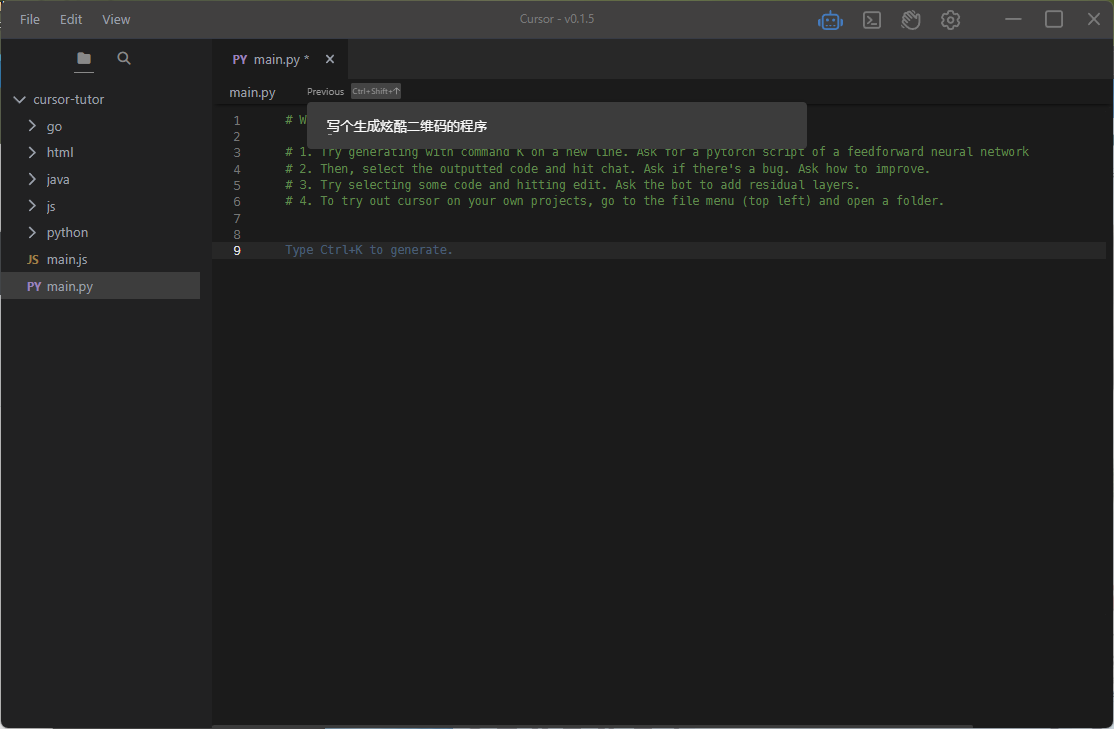 File Edit View Cursor - v0.1.5
PY main.py *
main.py Previous Ctrl+Shift+↑
cursor-tutor
go
html
java
js
python
JS main.js
PY main.py
写个生成炫酷二维码的程序
1 # W
2
3 # 1. Try generating with command K on a new line. Ask for a pytorch script of a feedforward neural network
4 # 2. Then, select the outputted code and hit chat. Ask if there's a bug. Ask how to improve.
5 # 3. Try selecting some code and hitting edit. Ask the bot to add residual layers.
6 # 4. To try out cursor on your own projects, go to the file menu (top left) and open a folder.
7
8
9 Type Ctrl+K to generate.